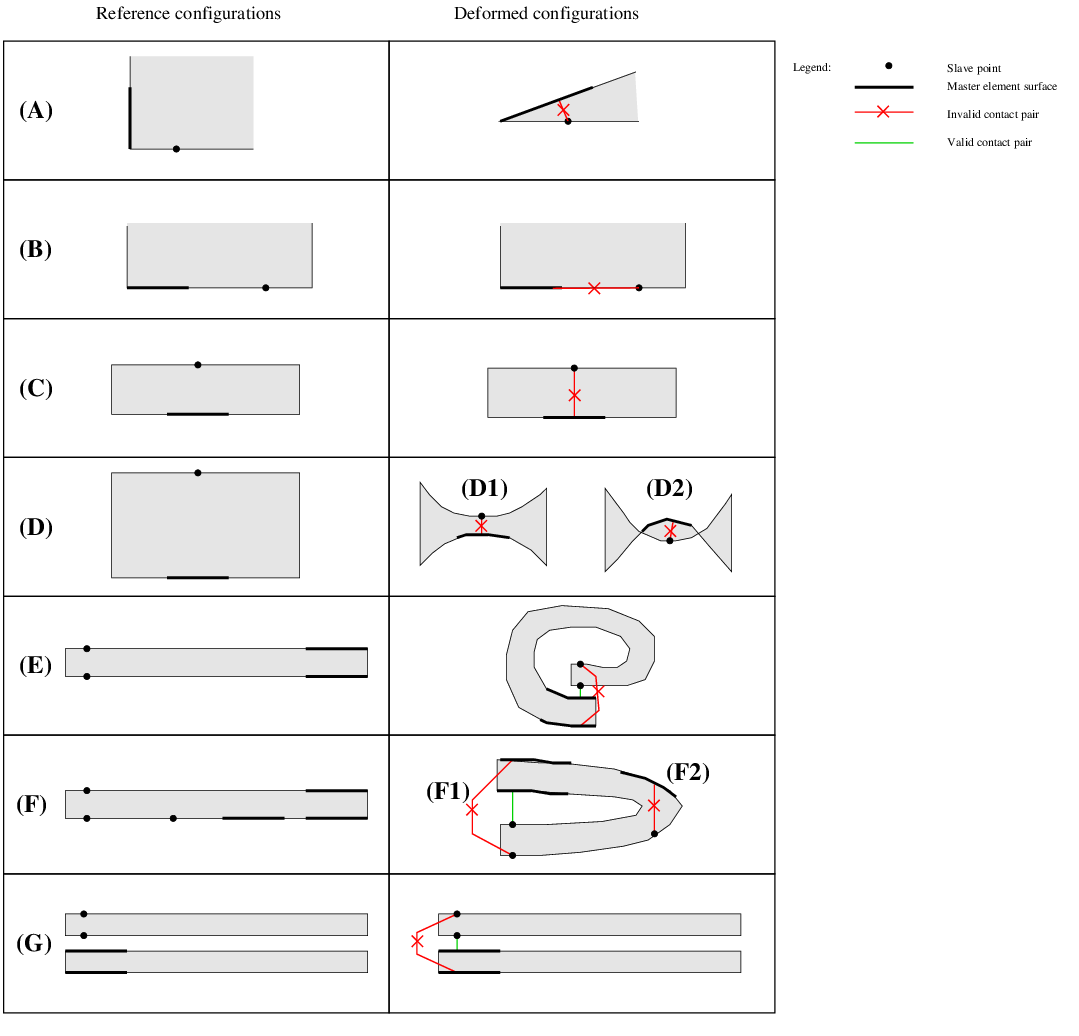 Reference configurations
Deformed configurations
Legend:
Slave point
Master element surface
Invalid contact pair
Valid contact pair
(A)
(B)
(C)
(D)
(D1)
(D2)
(E)
(F)
(F1)
(F2)
(G)